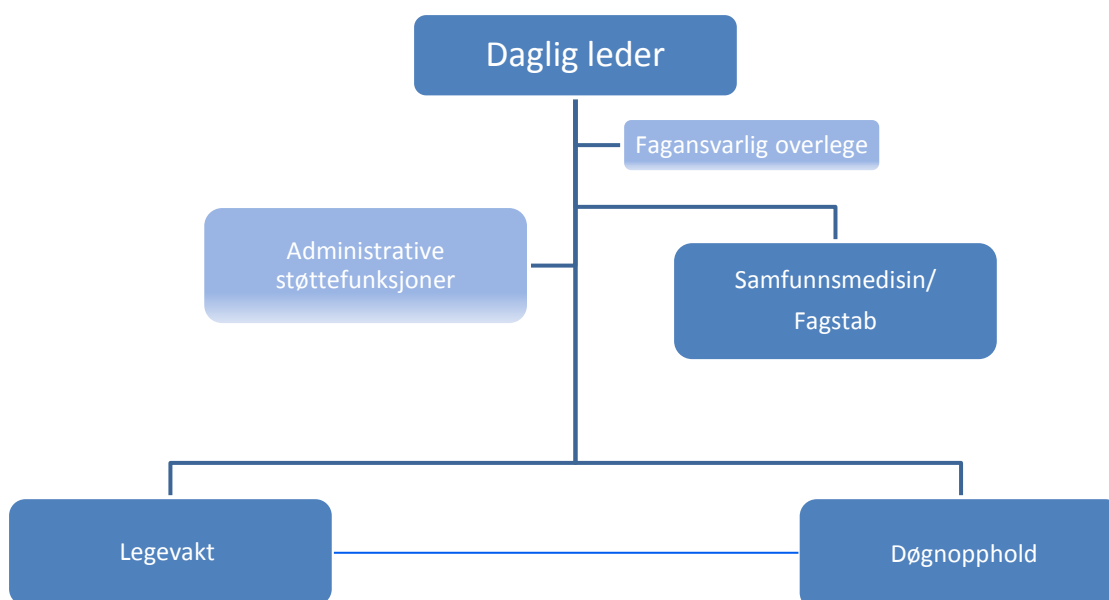 Daglig leder
Fagansvarlig overlege
Administrative
støttefunksjoner
Samfunnsmedisin/
Fagstab
Legevakt
Døgnopphold